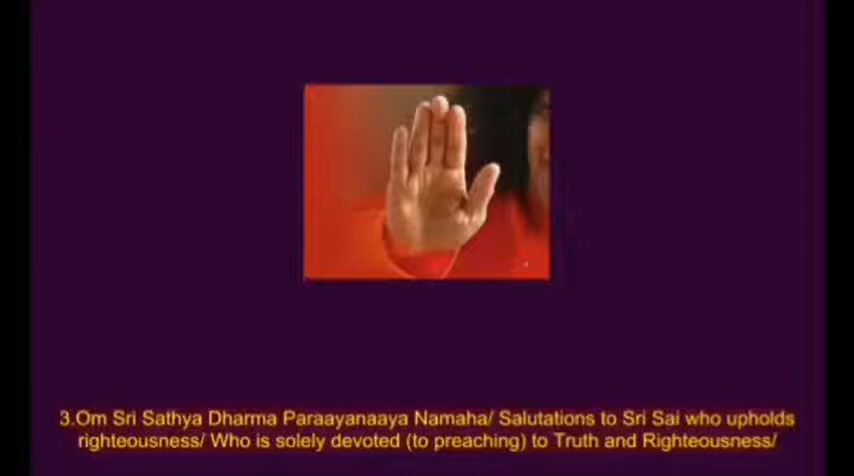 3.Om Sri Sathya Dharma Paraayanaaya Namaha/ Salutations to Sri Sai who upholds
righteousness/ Who is solely devoted (to preaching) to Truth and Righteousness/